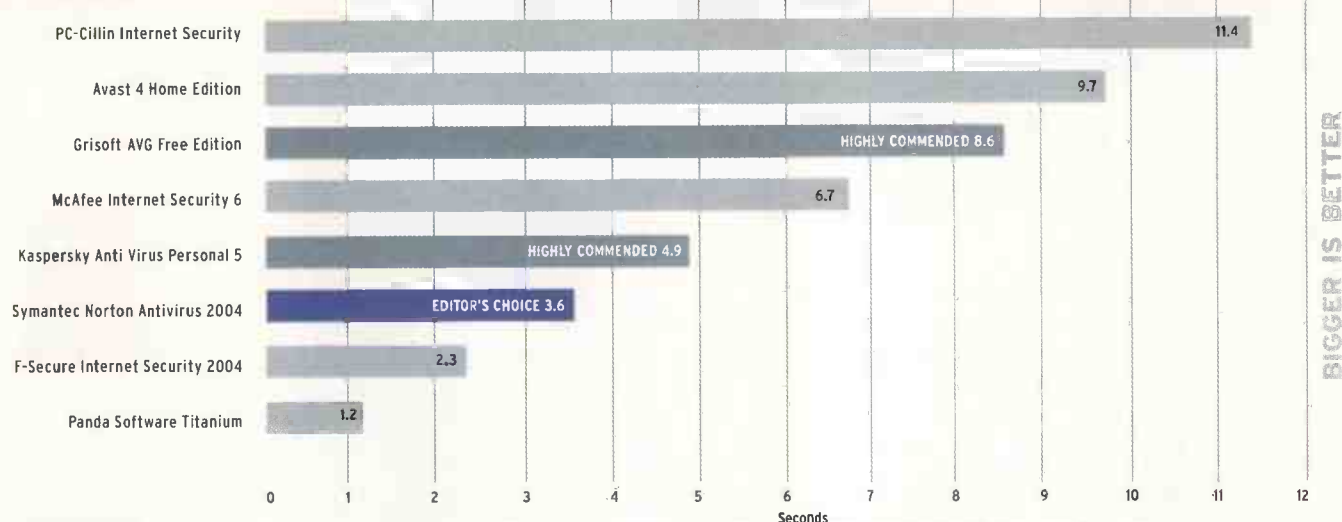 PC-Cillin Internet Security 11.4
Avast 4 Home Edition 9.7
Grisoft AVG Free Edition HIGHLY COMMENDED 8.6
McAfee Internet Security 6 6.7
Kaspersky Anti Virus Personal 5 HIGHLY COMMENDED 4.9
Symantec Norton Antivirus 2004 EDITOR'S CHOICE 3.6
F-Secure Internet Security 2004 2.3
Panda Software Titanium 1.2
0 1 2 3 4 5 6 7 8 9 10 11 12
Seconds
BIGGER IS BETTER